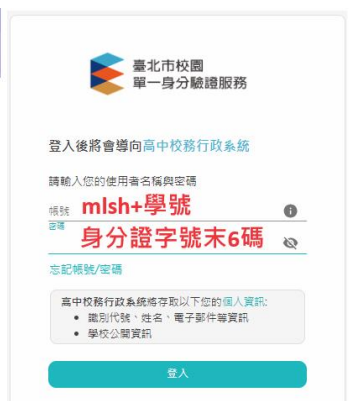 臺北市校園
單一身分驗證服務
登入後將會導向高中校務行政系統
請輸入您的使用者名稱與密碼
帳號 mlsh+學號
密碼
身分證字號末6碼
忘記帳號/密碼
高中校務行政系統將存取以下您的個人資訊:
• 識別代號、姓名、電子郵件等資訊
• 學校公開資訊
登入